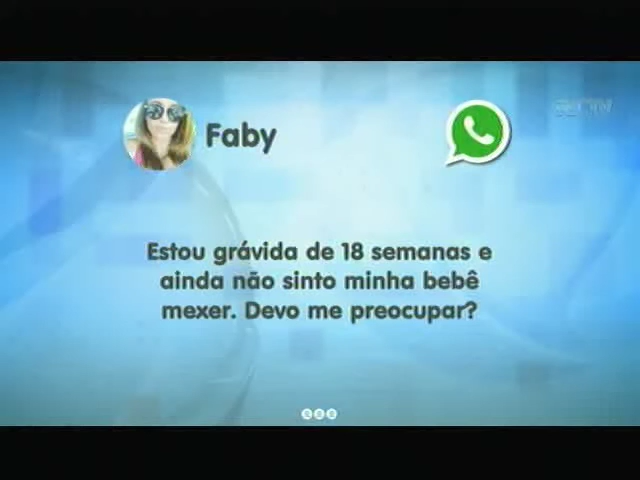 Faby
Estou grávida de 18 semanas e
ainda não sinto minha bebê
mexer. Devo me preocupar?